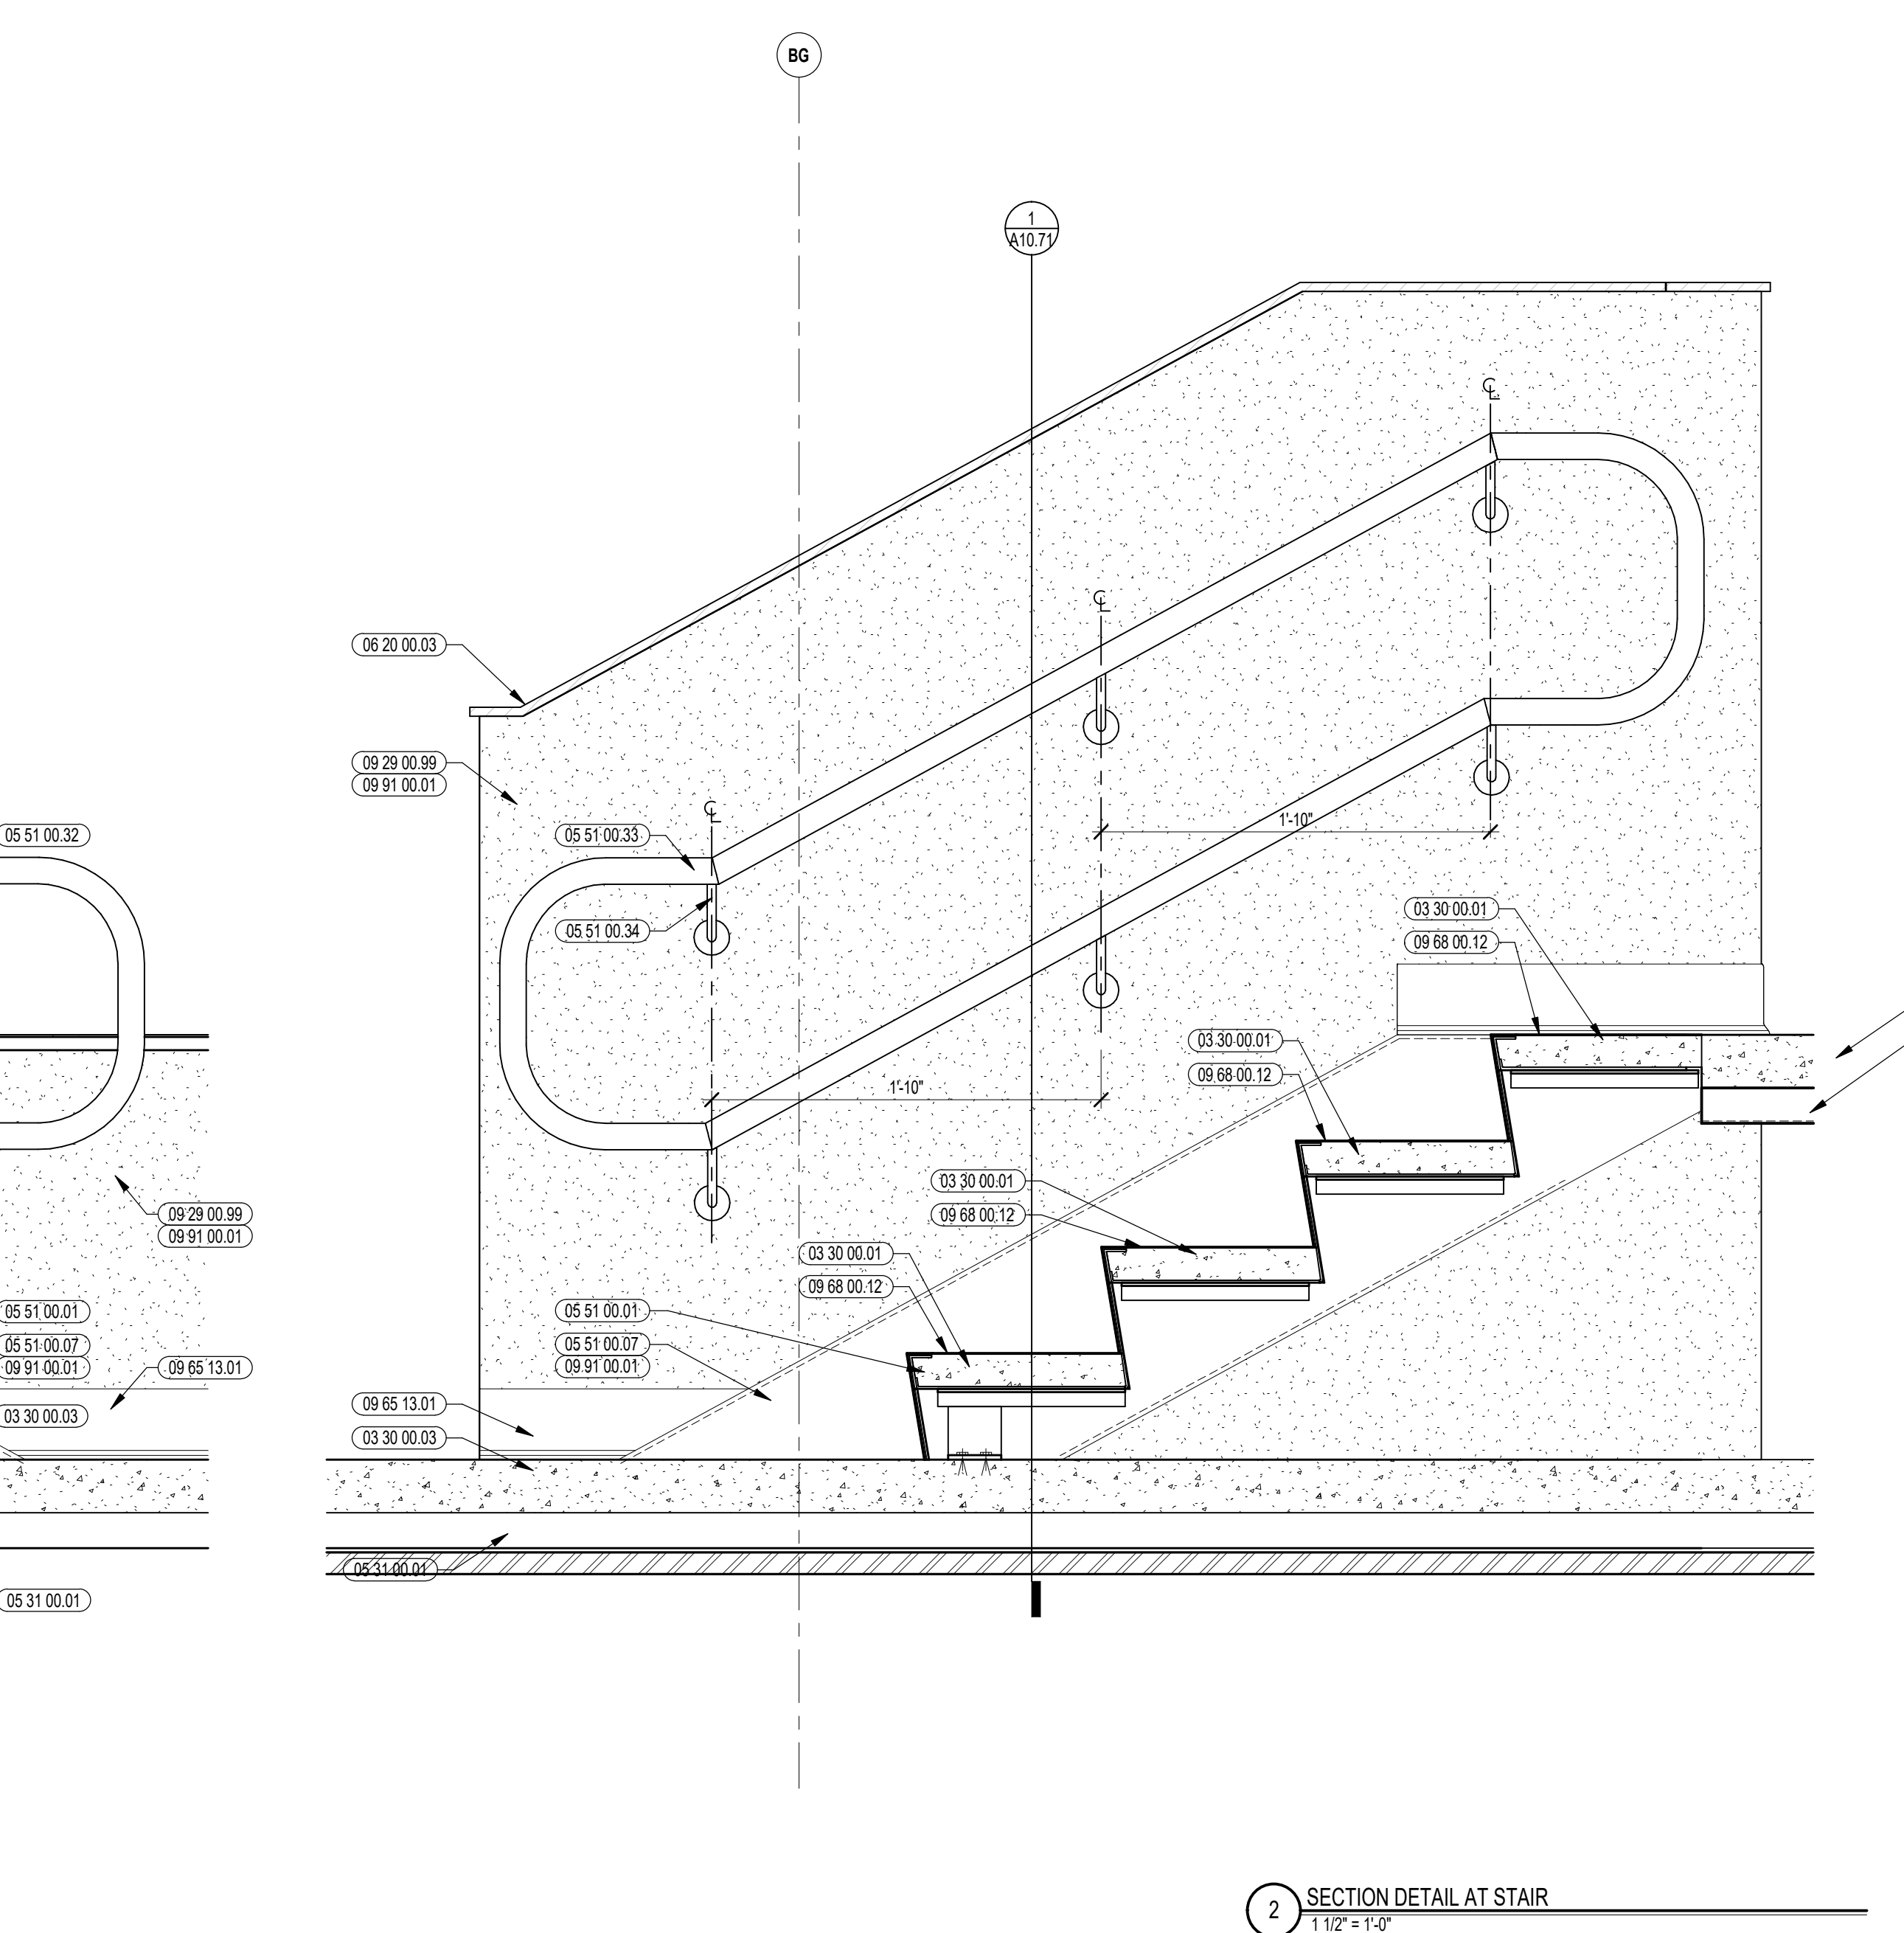 BG
1
A10.71
06 20 00.03
09 29 00.99
09 91 00.01
05 51 00.32
05 51 00.33
05 51 00.34
1'-10"
03 30 00.01
09 68 00.12
03 30 00.01
09 68 00.12
1'-10"
03 30 00.01
09 68 00.12
09 29 00.99
09 91 00.01
03 30 00.01
09 68 00.12
05 51 00.01
05 51 00.07
09 91 00.01
05 51 00.01
05 51 00.07
09 91 00.01
09 65 13.01
03 30 00.03
09 65 13.01
03 30 00.03
05 31 00.01
05 31 00.01
2
SECTION DETAIL AT STAIR
1 1/2" = 1'-0"